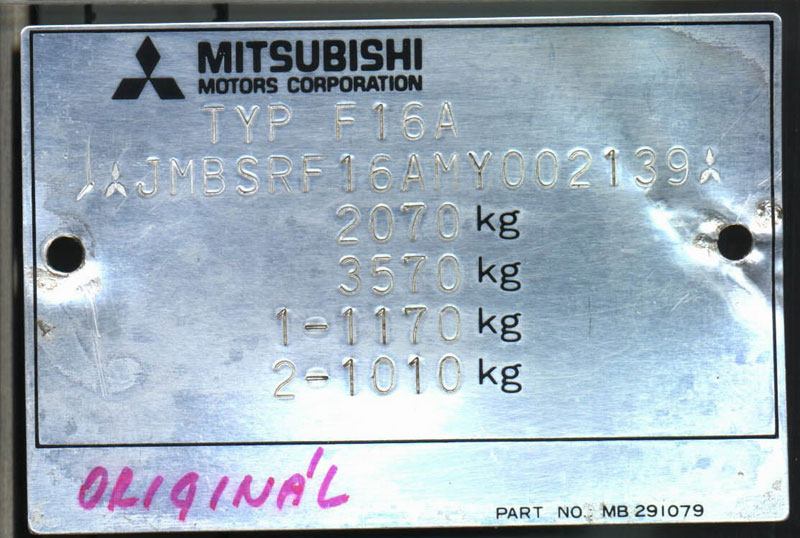 MITSUBISHI
MOTORS CORPORATION
TYP F16A
JMBSRF16AMY002139
2070 kg
3570 kg
1-1170 kg
2-1010 kg
ORIGINÁL
PART NO. MB 291079